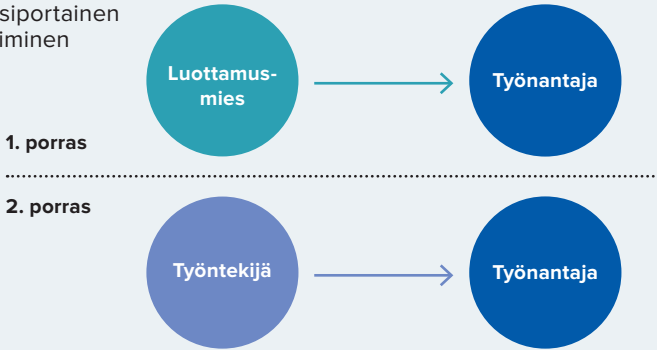 siportainen
iminen
Luottamus-
mies
Työnantaja
1. porras
2. porras
Työntekijä
Työnantaja